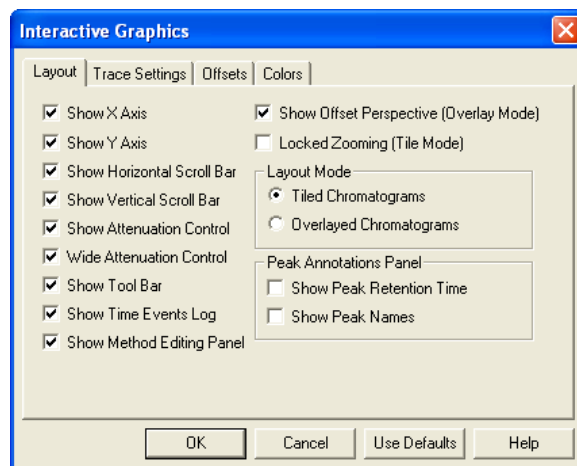 Interactive Graphics
Layout Trace Settings Offsets Colors
Show X Axis
Show Y Axis
Show Horizontal Scroll Bar
Show Vertical Scroll Bar
Show Attenuation Control
Wide Attenuation Control
Show Tool Bar
Show Time Events Log
Show Method Editing Panel
Show Offset Perspective (Overlay Mode)
Locked Zooming (Tile Mode)
Layout Mode
Tiled Chromatograms
Overlayed Chromatograms
Peak Annotations Panel
Show Peak Retention Time
Show Peak Names
OK Cancel Use Defaults Help